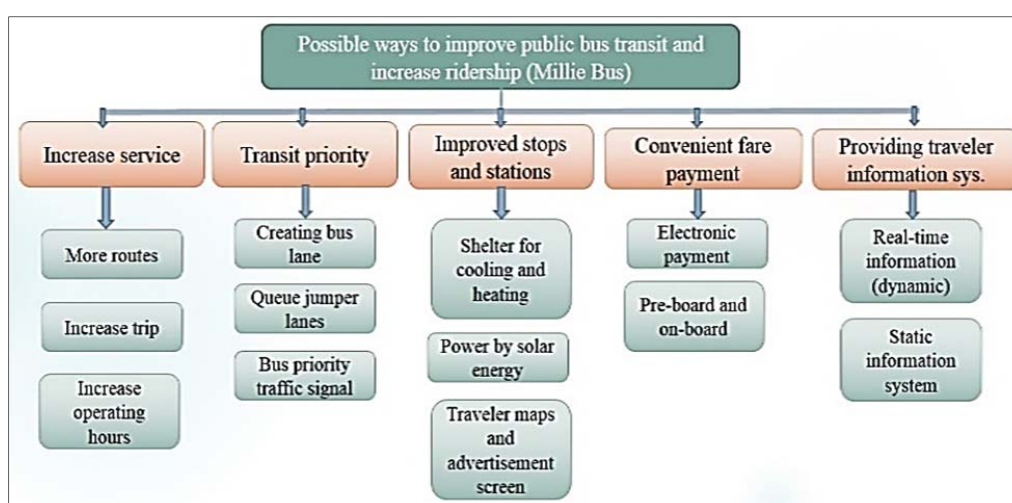 Possible ways to improve public bus transit and
increase ridership (Millie Bus)
Increase service
More routes
Increase trip
Increase
operating
hours
Transit priority
Creating bus
lane
Queue jumper
lanes
Bus priority
traffic signal
Improved stops
and stations
Shelter for
cooling and
heating
Power by solar
energy
Traveler maps
and
advertisement
screen
Convenient fare
payment
Electronic
payment
Pre-board and
on-board
Providing traveler
information sys.
Real-time
information
(dynamic)
Static
information
system